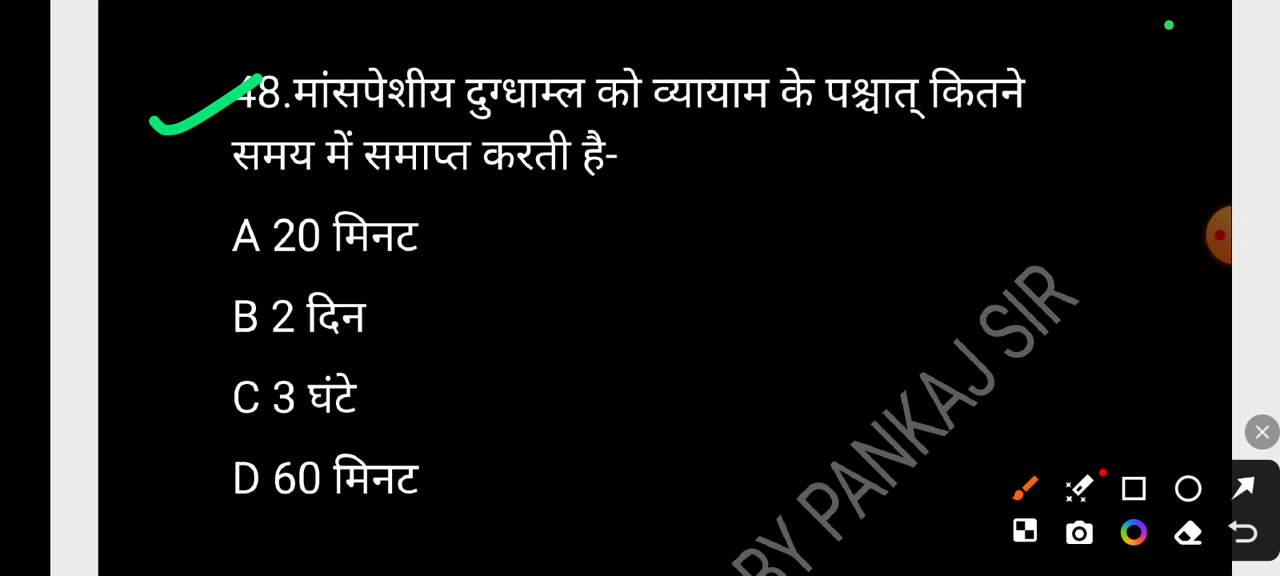 48.मांसपेशीय दुग्धाम्ल को व्यायाम के पश्चात् कितने
समय में समाप्त करती है-
A 20 मिनट
B 2 दिन
C 3 घंटे
D 60 मिनट
BY PANKAJ SIR